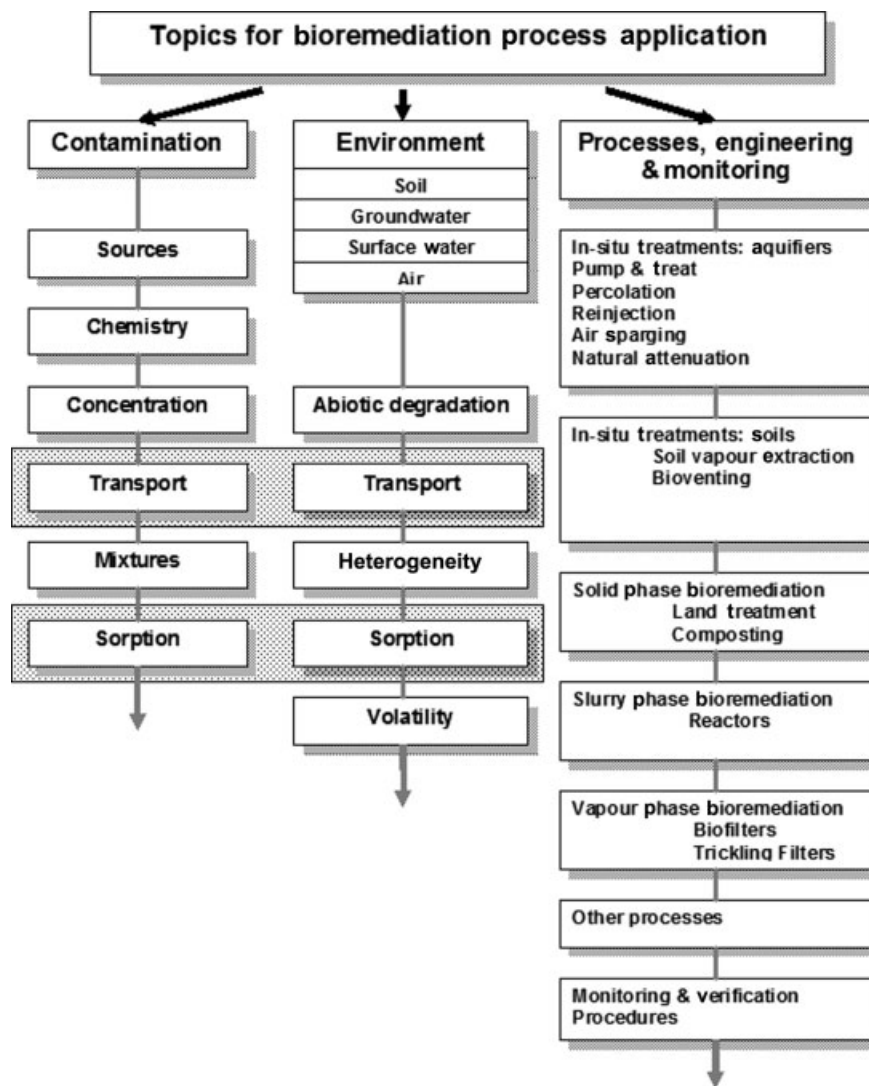 Topics for bioremediation process application
Contamination
Sources
Chemistry
Concentration
Transport
Mixtures
Sorption
Environment
Soil
Groundwater
Surface water
Air
Abiotic degradation
Transport
Heterogeneity
Sorption
Volatility
Processes, engineering
& monitoring
In-situ treatments: aquifiers
Pump & treat
Percolation
Reinjection
Air sparging
Natural attenuation
In-situ treatments: soils
Soil vapour extraction
Bioventing
Solid phase bioremediation
Land treatment
Composting
Slurry phase bioremediation
Reactors
Vapour phase bioremediation
Biofilters
Trickling Filters
Other processes
Monitoring & verification
Procedures